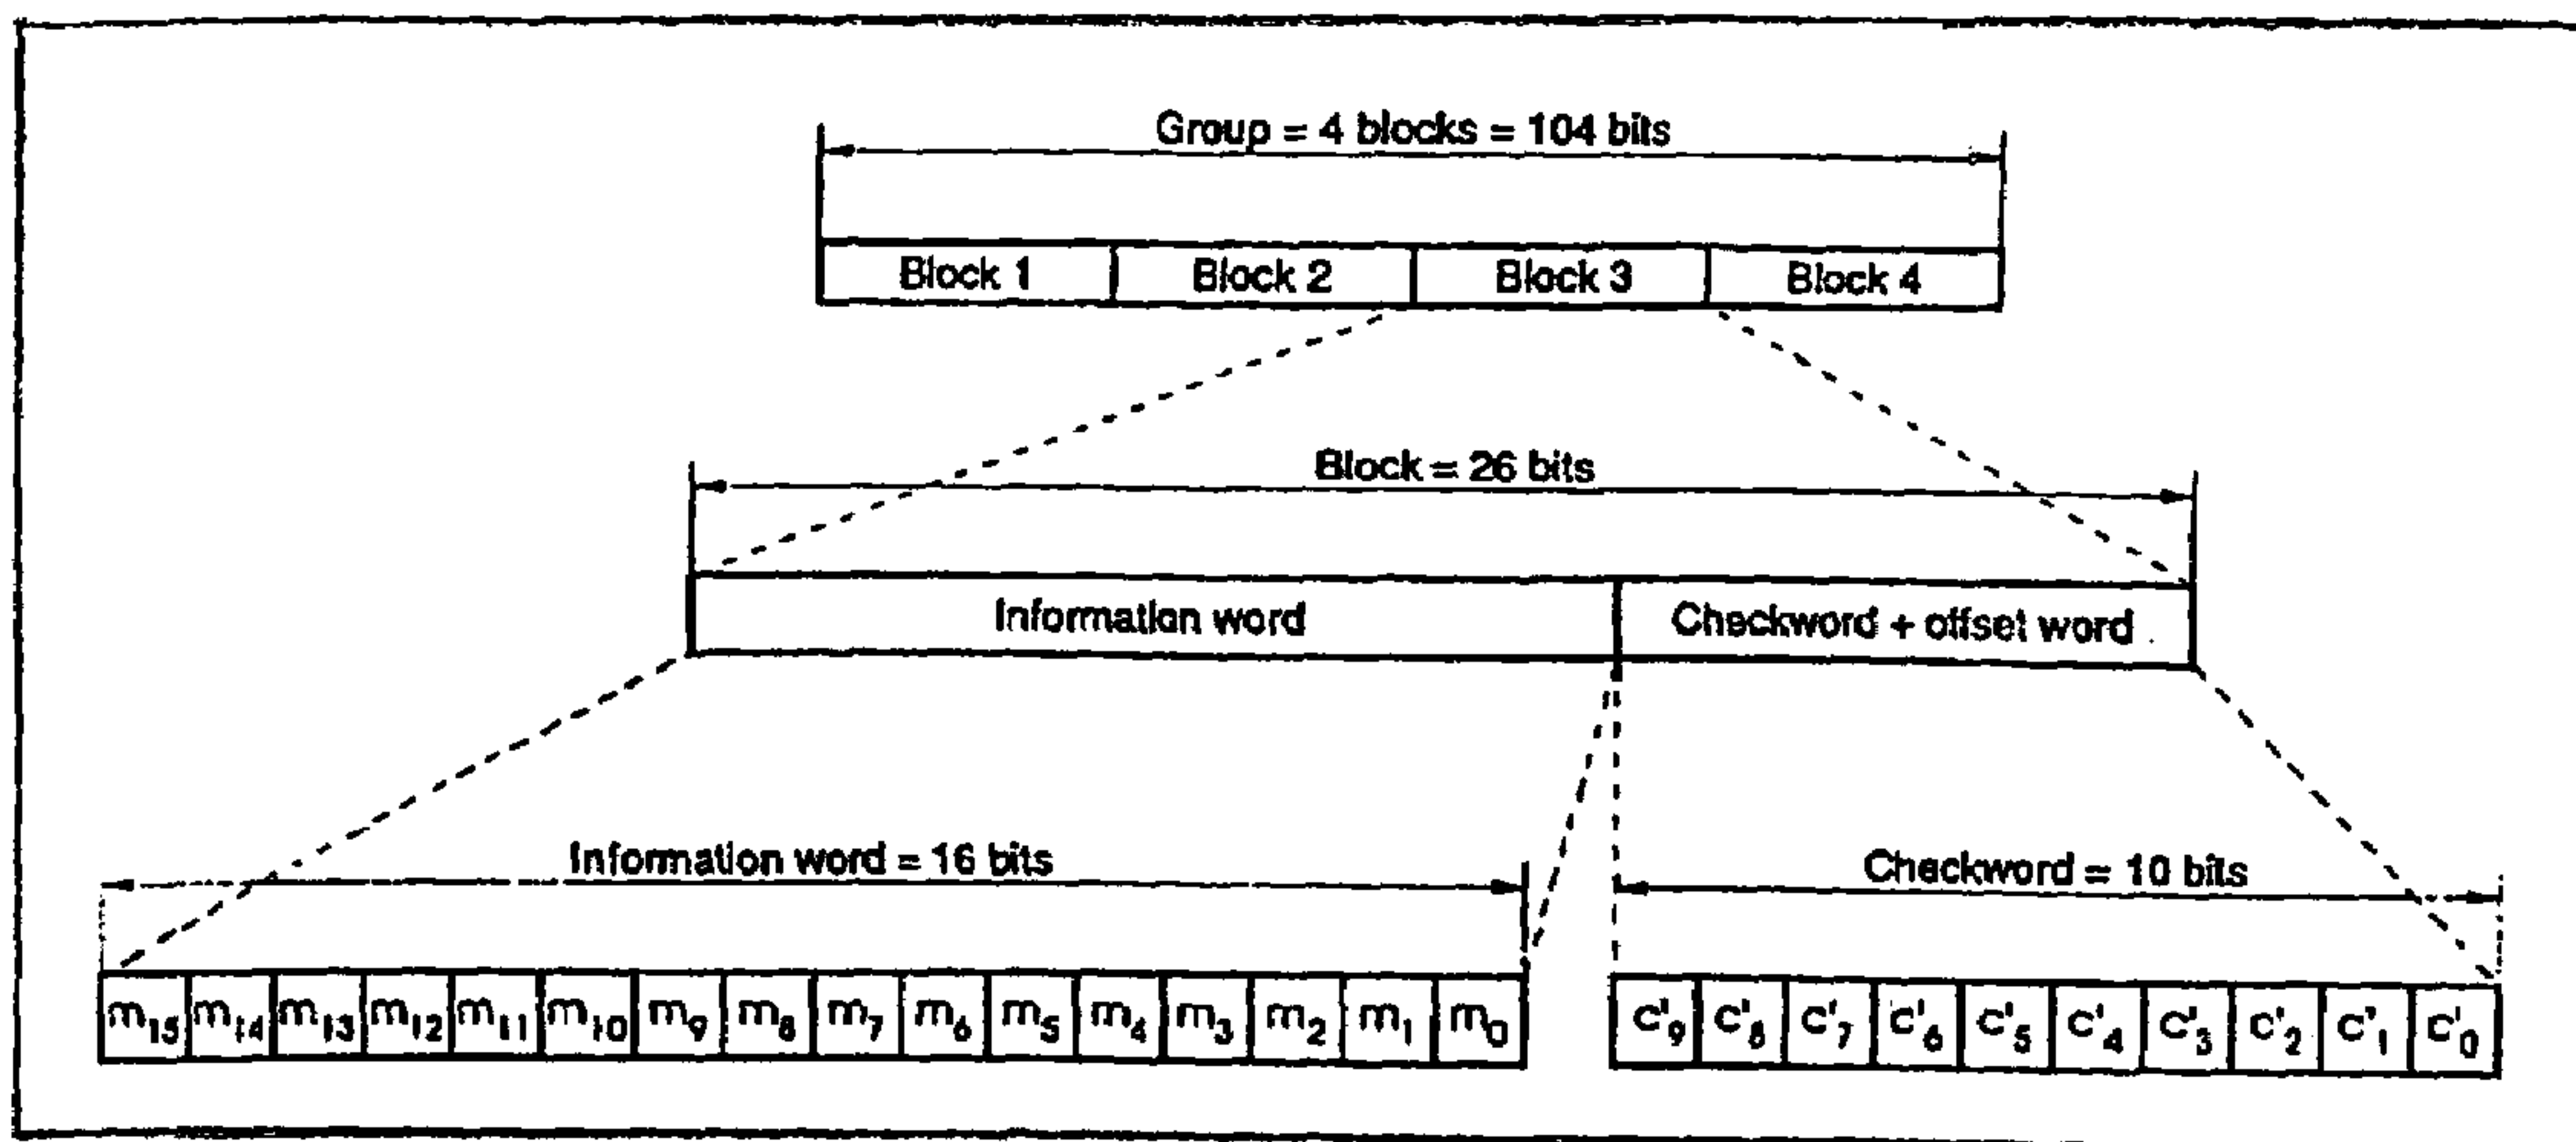 Group = 4 blocks = 104 bits
Block 1 Block 2 Block 3 Block 4
Block = 26 bits
Information word Checkword + offset word
Information word = 16 bits Checkword = 10 bits
m₁₅ m₁₄ m₁₃ m₁₂ m₁₁ m₁₀ m₉ m₈ m₇ m₆ m₅ m₄ m₃ m₂ m₁ m₀ c'₉ c'₈ c'₇ c'₆ c'₅ c'₄ c'₃ c'₂ c'₁ c'₀